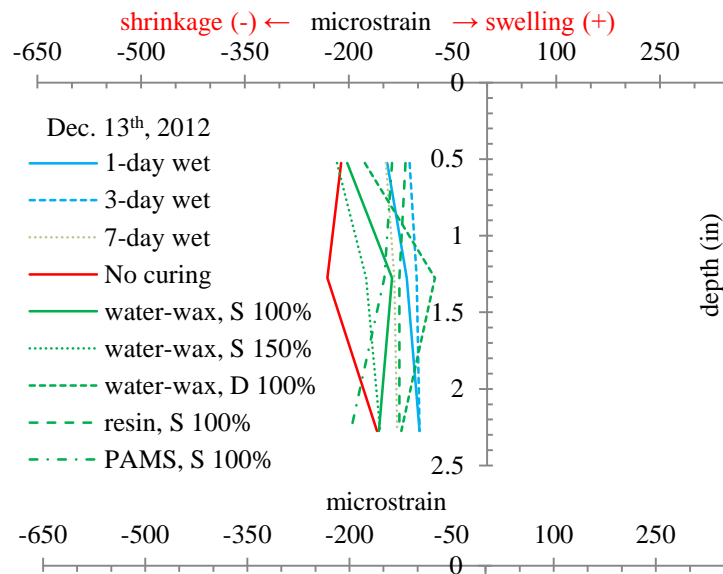 shrinkage (-) ← microstrain → swelling (+)
-650 -500 -350 -200 -50 100 250
0
Dec. 13th, 2012
1-day wet
3-day wet
7-day wet
No curing
water-wax, S 100%
water-wax, S 150%
water-wax, D 100%
resin, S 100%
PAMS, S 100%
0.5
1
1.5
2
2.5
depth (in)
microstrain
-650 -500 -350 -200 -50 100 250
0